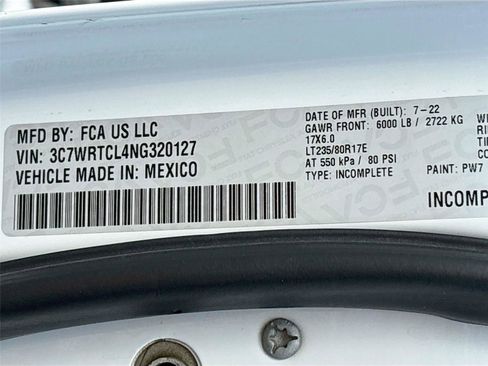 MFD BY: FCA US LLC
VIN: 3C7WRTCL4NG320127
VEHICLE MADE IN: MEXICO
DATE OF MFR (BUILT): 7-22
GAWR FRONT: 6000 LB / 2722 KG
17X6.0
LT235/80R17E
AT 550 kPa / 80 PSI
TYPE: INCOMPLETE
PAINT: PW7
INCOMP